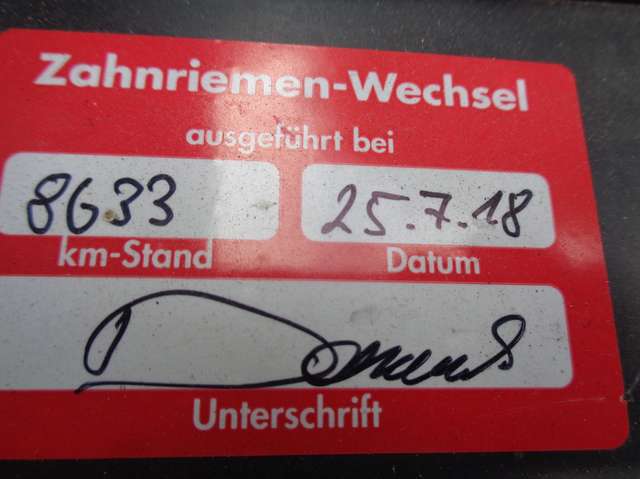 Zahnriemen-Wechsel
ausgeführt bei
8633 25.7.18
km-Stand Datum
Unterschrift